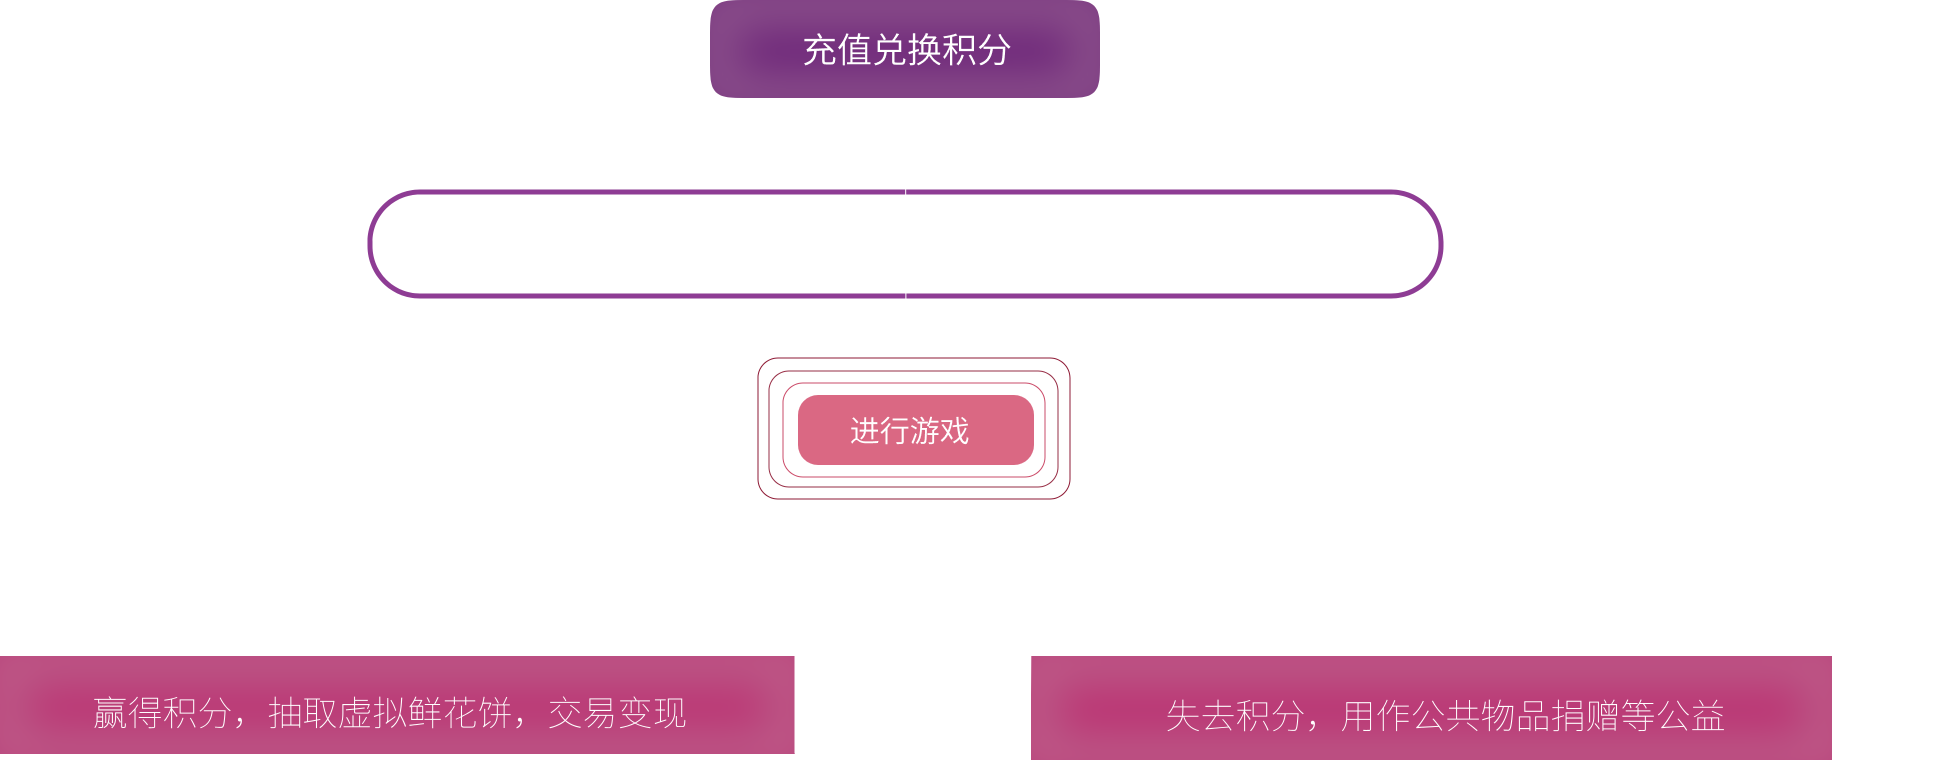 充值兑换积分
进行游戏
赢得积分，抽取虚拟鲜花饼，交易变现
失去积分，用作公共物品捐赠等公益